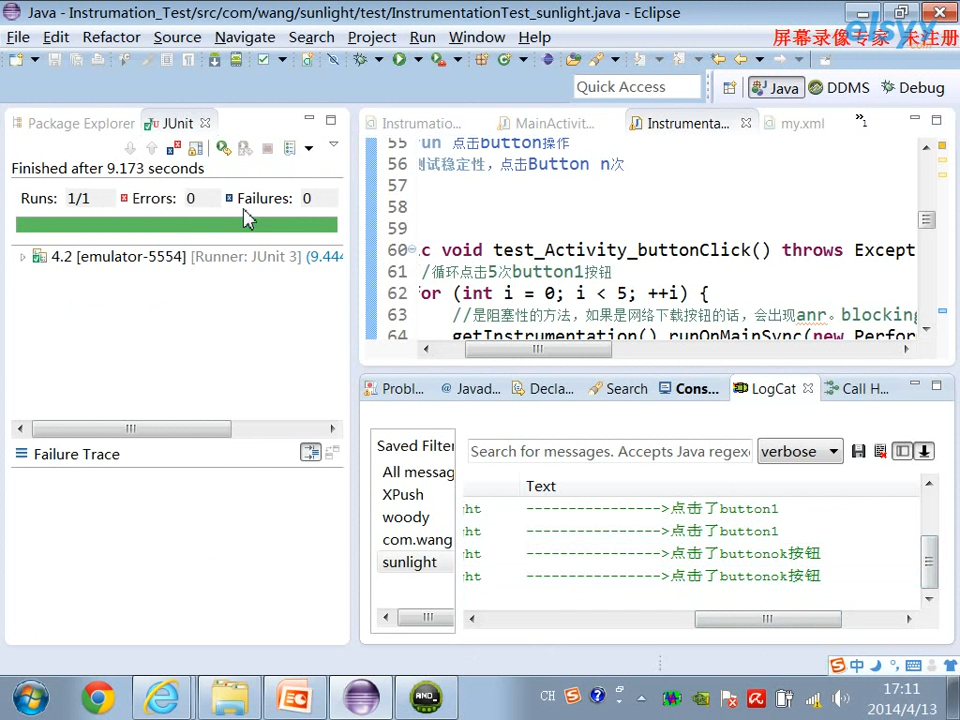 Java - Instrumation_Test/src/com/wang/sunlight/test/InstrumentationTest_sunlight.java - Eclipse
elsyy
屏幕录像专家 未注册
File Edit Refactor Source Navigate Search Project Run Window Help
Quick Access
Java DDMS Debug
Package Explorer JUnit
Finished after 9.173 seconds
Runs: 1/1 Errors: 0 Failures: 0
4.2 [emulator-5554] [Runner: JUnit 3] (9.444
Failure Trace
Instrumatio... MainActivit... Instrumenta... my.xml »1
55 run 点击button操作
56 测试稳定性，点击Button n次
57
58
59
60 c void test_Activity_buttonClick() throws Except
61 /循环点击5次button1按钮
62 for (int i = 0; i < 5; ++i) {
63 //是阻塞性的方法，如果是网络下载按钮的话，会出现anr。blocking
64 getInstrumentation().runOnMainSync(new Perfor
Probl... @ Javad... Decla... Search Cons... LogCat Call H...
Saved Filter
All messag
XPush
woody
com.wang
sunlight
Search for messages. Accepts Java regex
verbose
Text
ght ---------------->点击了button1
ght ---------------->点击了button1
ght ---------------->点击了buttonok按钮
ght ---------------->点击了buttonok按钮
中
CH
17:11
2014/4/13